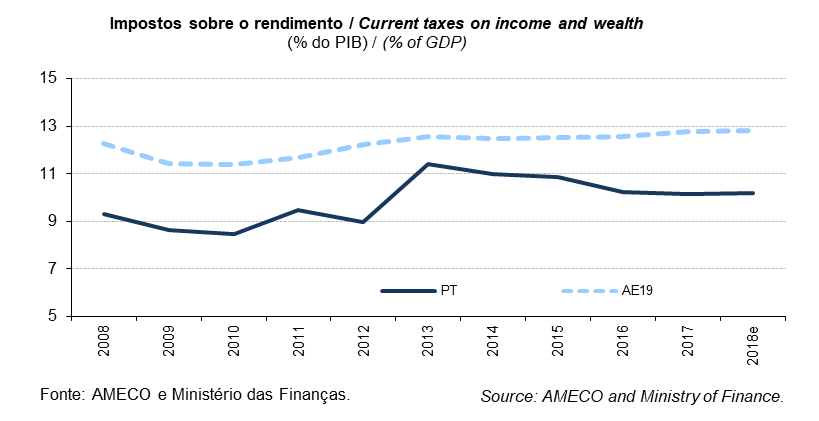 Impostos sobre o rendimento / Current taxes on income and wealth
(% do PIB) / (% of GDP)
15
13
11
9
7
5
PT
AE19
2008
2009
2010
2011
2012
2013
2014
2015
2016
2017
2018e
Fonte: AMECO e Ministério das Finanças.
Source: AMECO and Ministry of Finance.